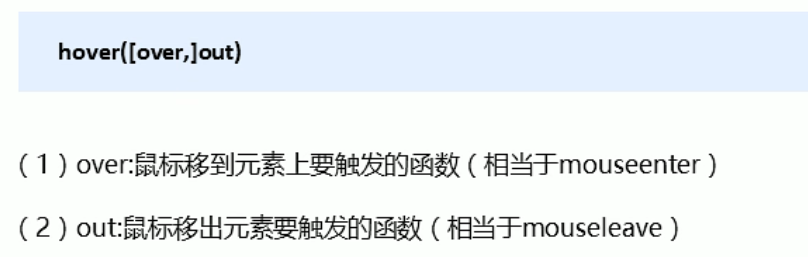 hover([over,]out)
（1）over:鼠标移到元素上要触发的函数（相当于mouseenter）
（2）out:鼠标移出元素要触发的函数（相当于mouseleave）